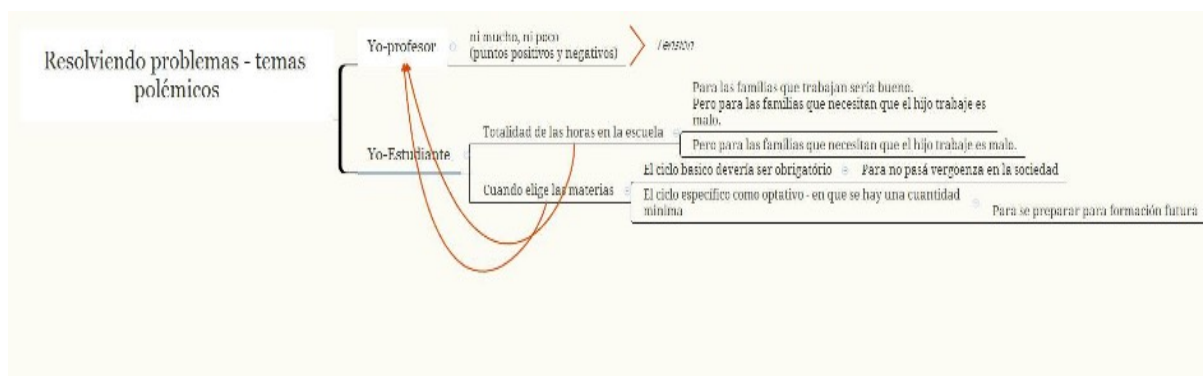 Resolviendo problemas - temas
polémicos
Yo-profesor
ni mucho, ni poco
(puntos positivos y negativos)
Tensión
Yo-Estudiante
Totalidad de las horas en la escuela
Para las familias que trabajan sería bueno.
Pero para las familias que necesitan que el hijo trabaje es
malo.
Pero para las familias que necesitan que el hijo trabaje es malo.
Cuando elige las materias
El ciclo basico devería ser obrigatório
Para no pasá vergoenza en la sociedad
El ciclo específico como optativo - en que se hay una cuantidad
minima
Para se preparar para formación futura